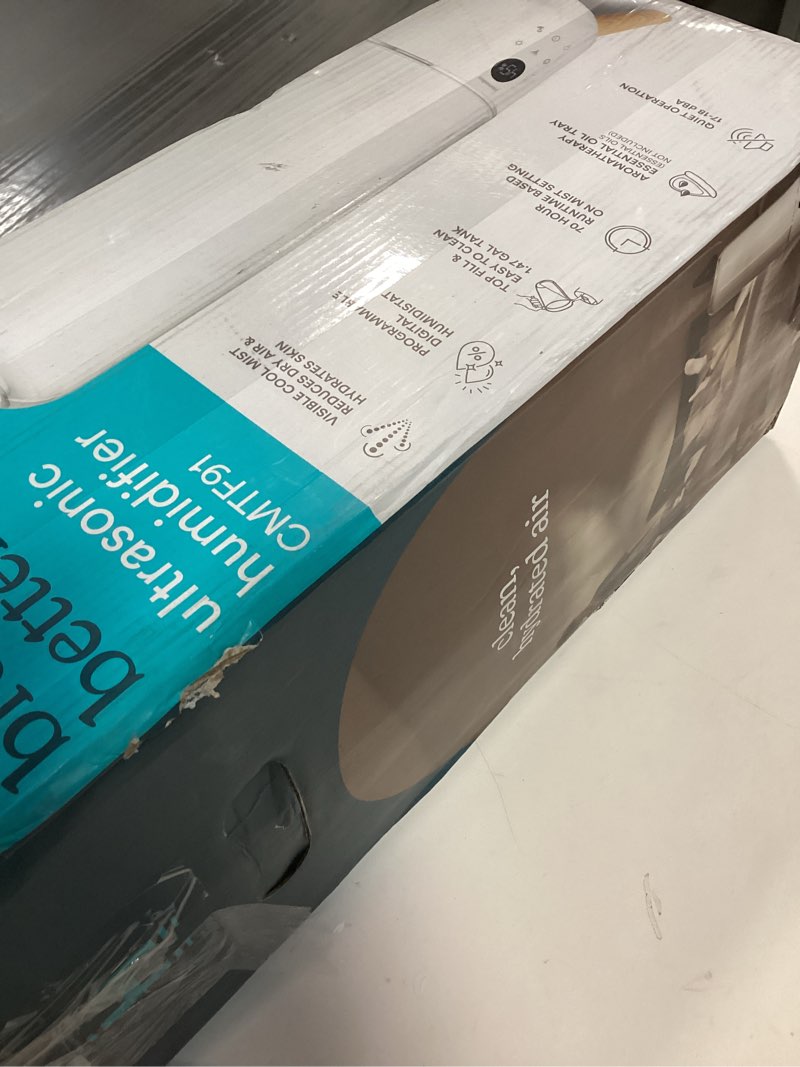 better
ultrasonic
humidifier
CMTF91
VISIBLE COOL MIST
REDUCES DRY AIR &
HYDRATES SKIN
PROGRAMMABLE
DIGITAL
HUMIDISTAT
TOP FILL &
EASY TO CLEAN
1.47 GAL TANK
70 HOUR
RUNTIME BASED
ON MIST SETTING
AROMATHERAPY
ESSENTIAL OIL TRAY
(ESSENTIAL OILS
NOT INCLUDED)
QUIET OPERATION
17-18 dBA
clean,
hydrated air